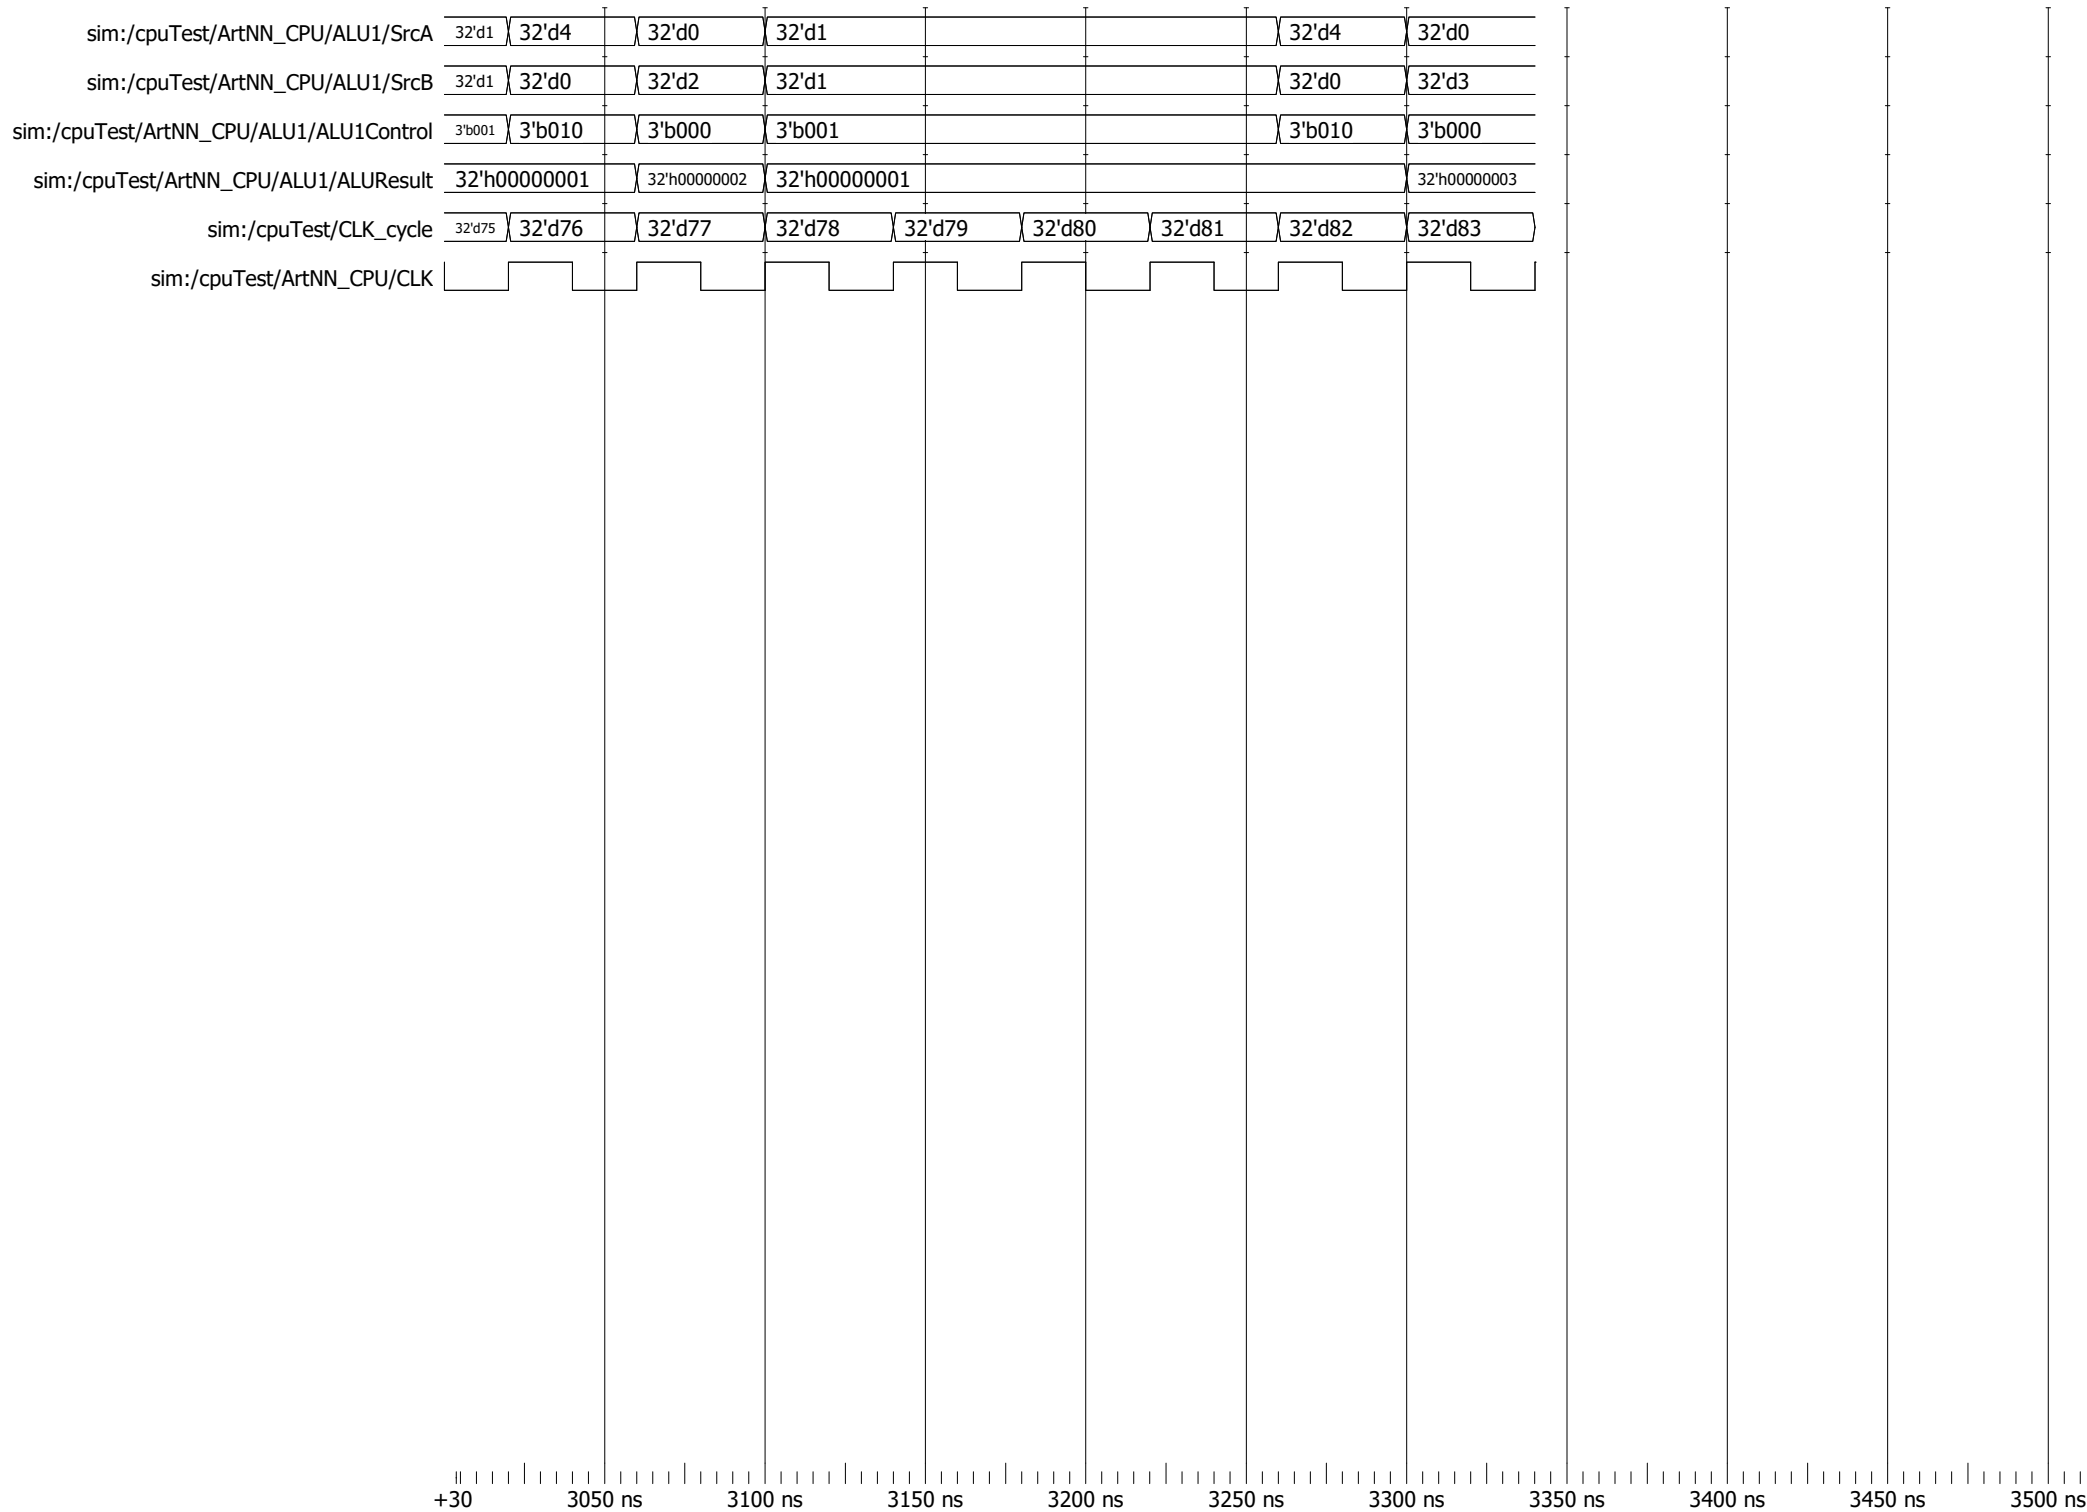 sim:/cpuTest/ArtNN_CPU/ALU1/SrcA 32'd1 32'd4 32'd0 32'd1 32'd4 32'd0
sim:/cpuTest/ArtNN_CPU/ALU1/SrcB 32'd1 32'd0 32'd2 32'd1 32'd0 32'd3
sim:/cpuTest/ArtNN_CPU/ALU1/ALU1Control 3'b001 3'b010 3'b000 3'b001 3'b010 3'b000
sim:/cpuTest/ArtNN_CPU/ALU1/ALUResult 32'h00000001 32'h00000002 32'h00000001 32'h00000003
sim:/cpuTest/CLK_cycle 32'd75 32'd76 32'd77 32'd78 32'd79 32'd80 32'd81 32'd82 32'd83
sim:/cpuTest/ArtNN_CPU/CLK
+30 3050 ns 3100 ns 3150 ns 3200 ns 3250 ns 3300 ns 3350 ns 3400 ns 3450 ns 3500 ns